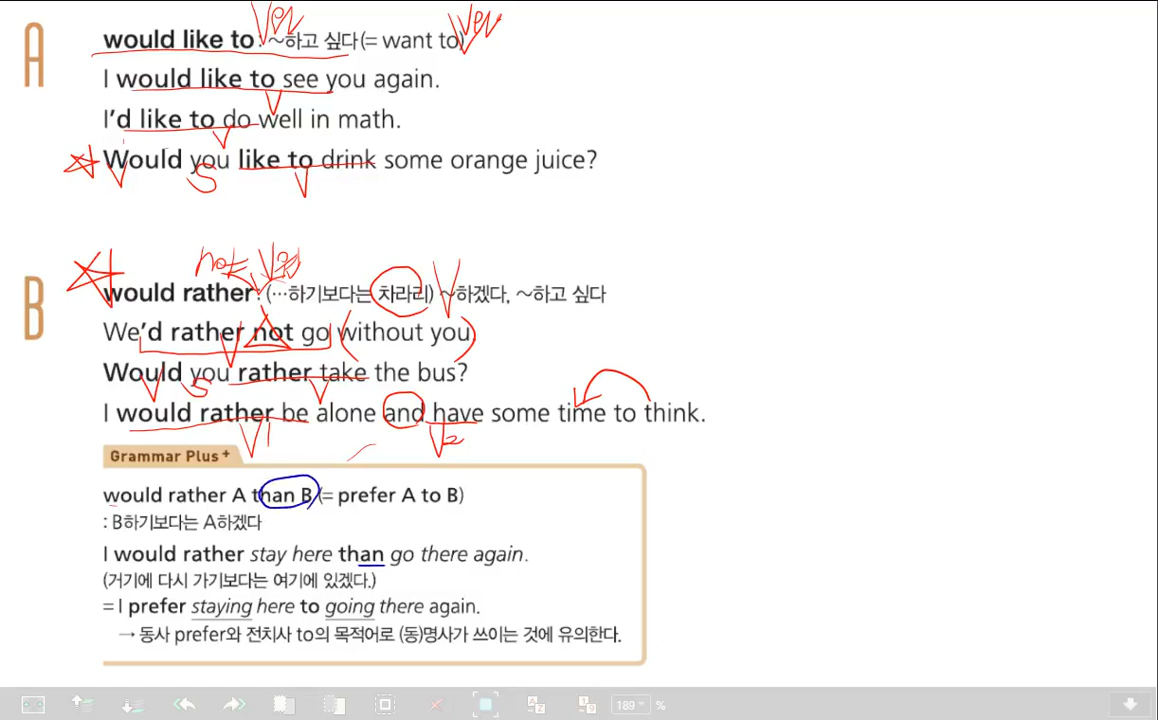 A
would like to: ~하고 싶다(= want to)
I would like to see you again.
I'd like to do well in math.
Would you like to drink some orange juice?
V S V
not
B
would rather: (…하기보다는 차라리) ~하겠다, ~하고 싶다
We'd rather not go without you.
Would you rather take the bus?
V S V
I would rather be alone and have some time to think.
V1 V2
Grammar Plus+
would rather A than B (= prefer A to B)
: B하기보다는 A하겠다
I would rather stay here than go there again.
(거기에 다시 가기보다는 여기에 있겠다.)
= I prefer staying here to going there again.
→ 동사 prefer와 전치사 to의 목적어로 (동)명사가 쓰이는 것에 유의한다.
189 %